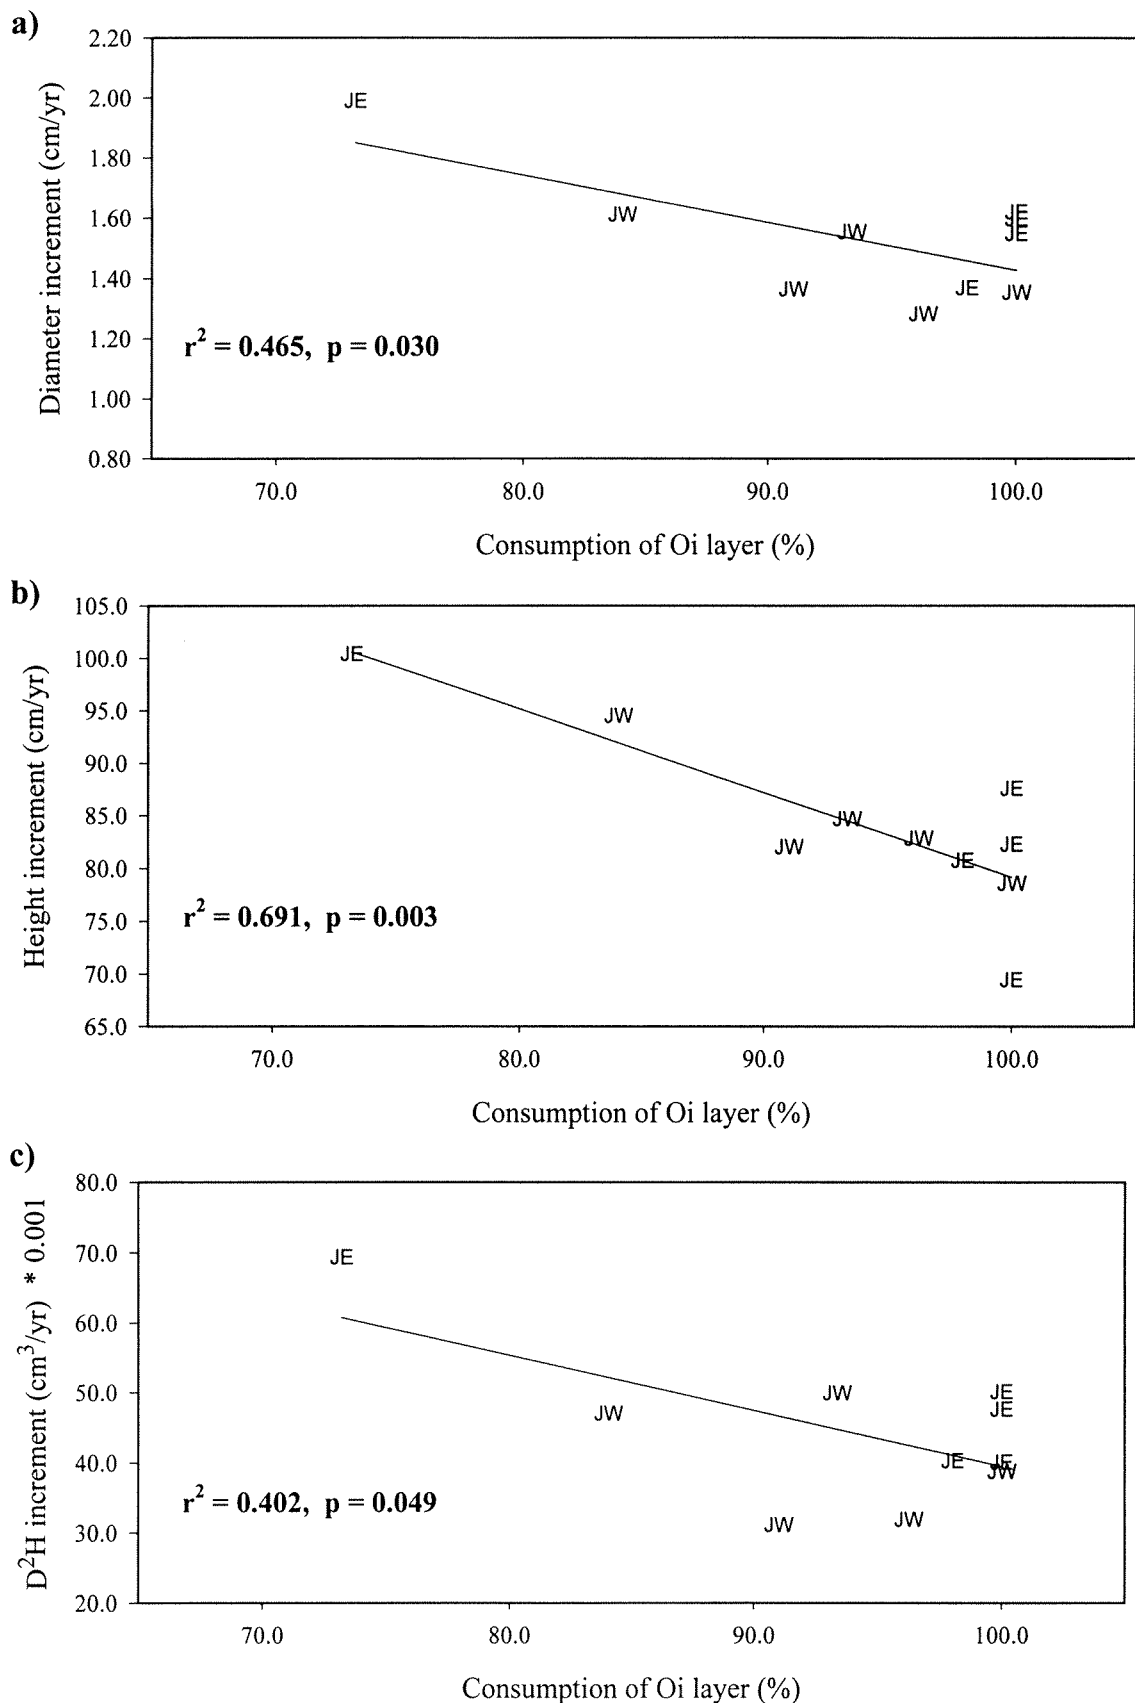 a)
2.20
2.00
1.80
1.60
1.40
1.20
1.00
0.80
Diameter increment (cm/yr)
JE
JW
JW
JE
JE
JE
JW
JE
JW
JW
r² = 0.465, p = 0.030
70.0 80.0 90.0 100.0
Consumption of Oi layer (%)
b)
105.0
100.0
95.0
90.0
85.0
80.0
75.0
70.0
65.0
Height increment (cm/yr)
JE
JW
JE
JW
JW
JE
JW
JE
JW
JE
r² = 0.691, p = 0.003
70.0 80.0 90.0 100.0
Consumption of Oi layer (%)
c)
80.0
70.0
60.0
50.0
40.0
30.0
20.0
D²H increment (cm³/yr) * 0.001
JE
JW
JE
JW
JE
JE
JE
JW
JW
JW
r² = 0.402, p = 0.049
70.0 80.0 90.0 100.0
Consumption of Oi layer (%)